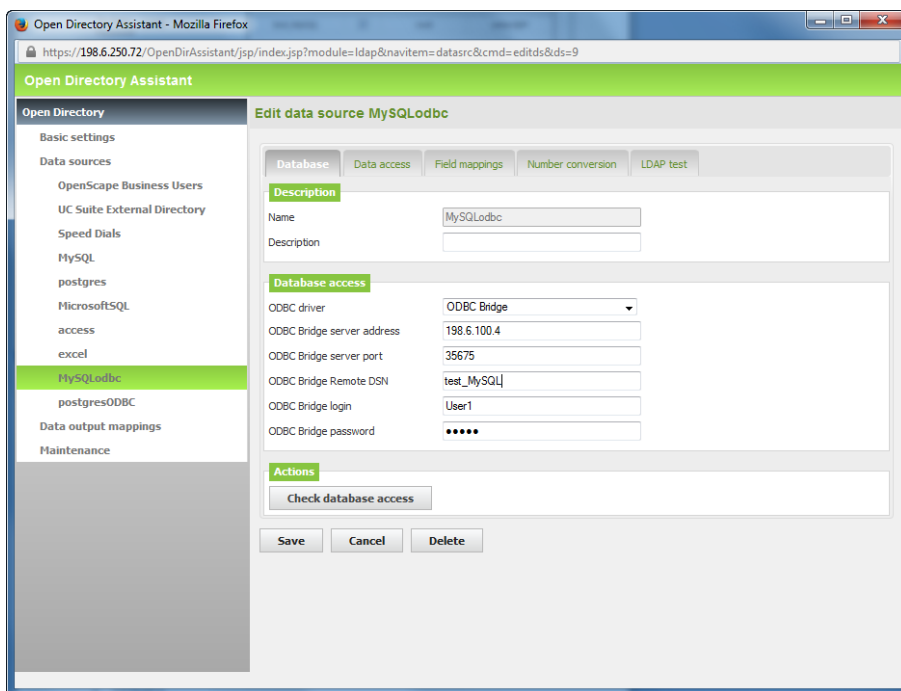 Open Directory Assistant - Mozilla Firefox
https://198.6.250.72/OpenDirAssistant/jsp/index.jsp?module=ldap&navitem=datasrc&cmd=editds&ds=9
Open Directory Assistant
Open Directory
Basic settings
Data sources
OpenScape Business Users
UC Suite External Directory
Speed Dials
MySQL
postgres
MicrosoftSQL
access
excel
MySQLodbc
postgresODBC
Data output mappings
Maintenance
Edit data source MySQLodbc
Database Data access Field mappings Number conversion LDAP test
Description
Name MySQLodbc
Description
Database access
ODBC driver ODBC Bridge
ODBC Bridge server address 198.6.100.4
ODBC Bridge server port 35675
ODBC Bridge Remote DSN test_MySQL
ODBC Bridge login User1
ODBC Bridge password •••••
Actions
Check database access
Save Cancel Delete